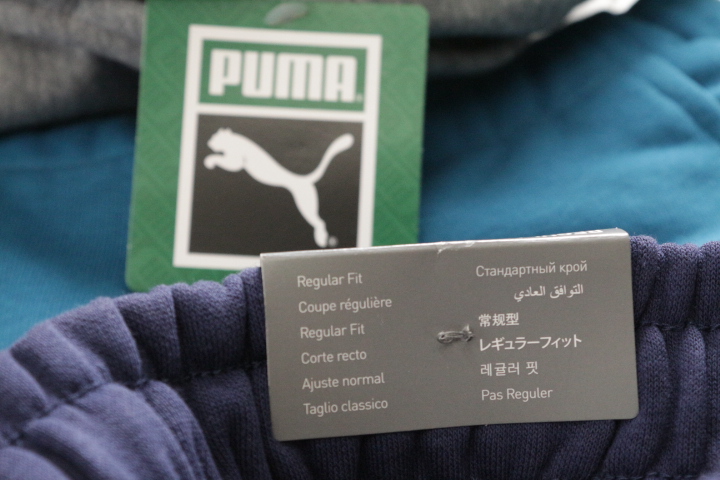 PUMA
Regular Fit
Coupe régulière
Regular Fit
Corte recto
Ajuste normal
Taglio classico
Стандартный крой
التوافق العادي
常规型
レギュラーフィット
레귤러 핏
Pas Reguler